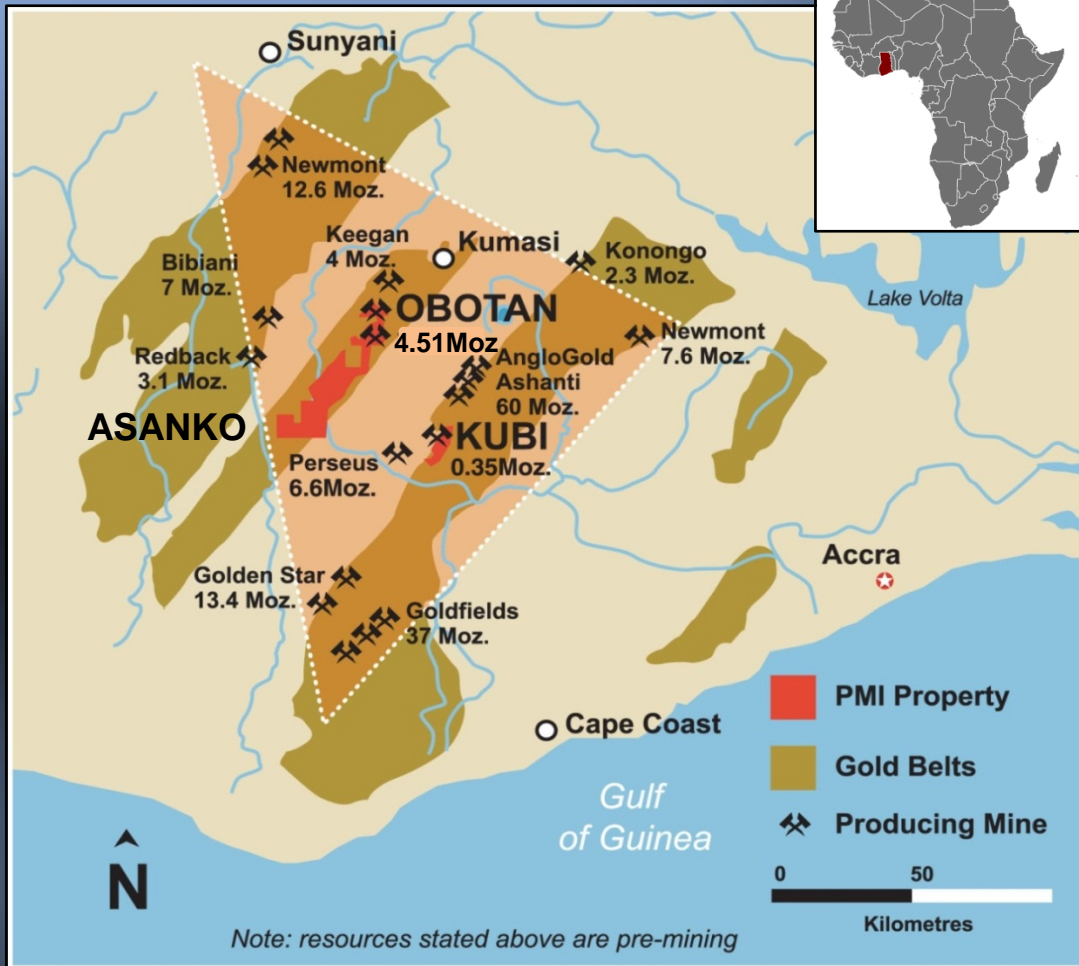 Sunyani
Newmont
12.6 Moz.
Keegan
4 Moz.
Kumasi
Konongo
2.3 Moz.
Bibiani
7 Moz.
Lake Volta
OBOTAN
4.51Moz
Newmont
7.6 Moz.
Redback
3.1 Moz.
AngloGold
Ashanti
60 Moz.
ASANKO
KUBI
0.35Moz.
Perseus
6.6Moz.
Accra
Golden Star
13.4 Moz.
Goldfields
37 Moz.
Cape Coast
Gulf
of Guinea
PMI Property
Gold Belts
Producing Mine
0 50
Kilometres
N
Note: resources stated above are pre-mining